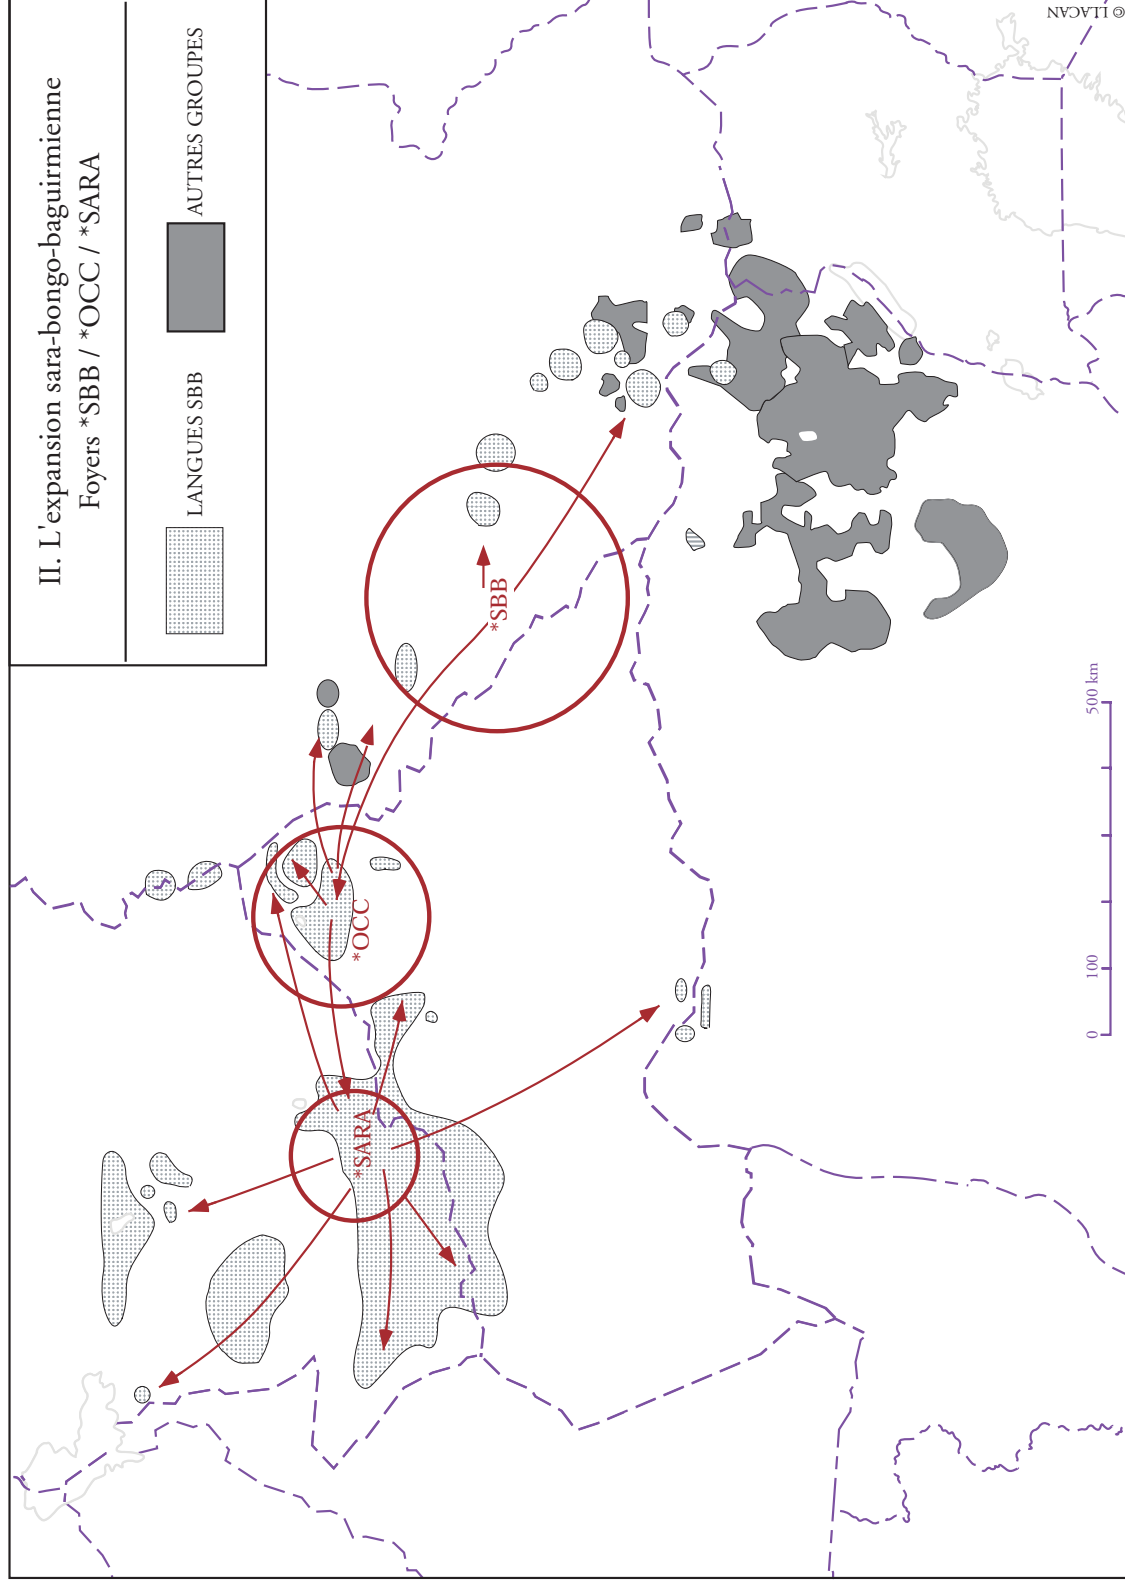 II. L'expansion sara-bongo-baguirmienne
Foyers *SBB / *OCC / *SARA
LANGUES SBB
AUTRES GROUPES
*SARA
*OCC
*SBB
0
100
500 km
© LLACAN